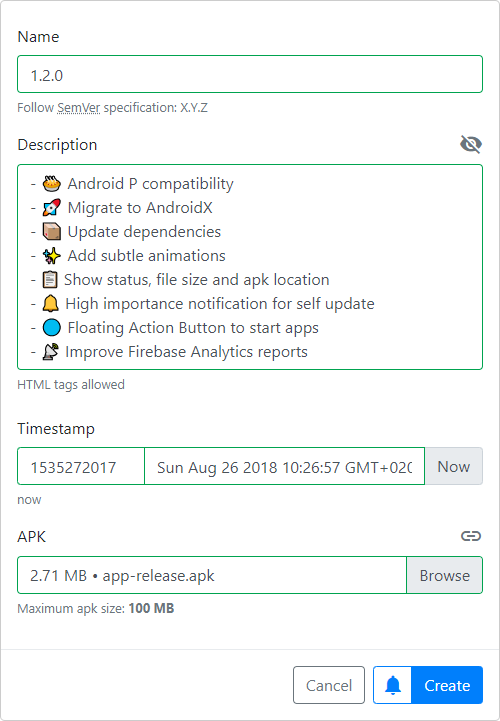 Name
1.2.0
Follow SemVer specification: X.Y.Z
Description
- 🥧 Android P compatibility
- 🚀 Migrate to AndroidX
- 📦 Update dependencies
- ✨ Add subtle animations
- 📋 Show status, file size and apk location
- 🔔 High importance notification for self update
- 🔵 Floating Action Button to start apps
- 📡 Improve Firebase Analytics reports
HTML tags allowed
Timestamp
1535272017 Sun Aug 26 2018 10:26:57 GMT+020 Now
now
APK
2.71 MB • app-release.apk Browse
Maximum apk size: 100 MB
Cancel Create